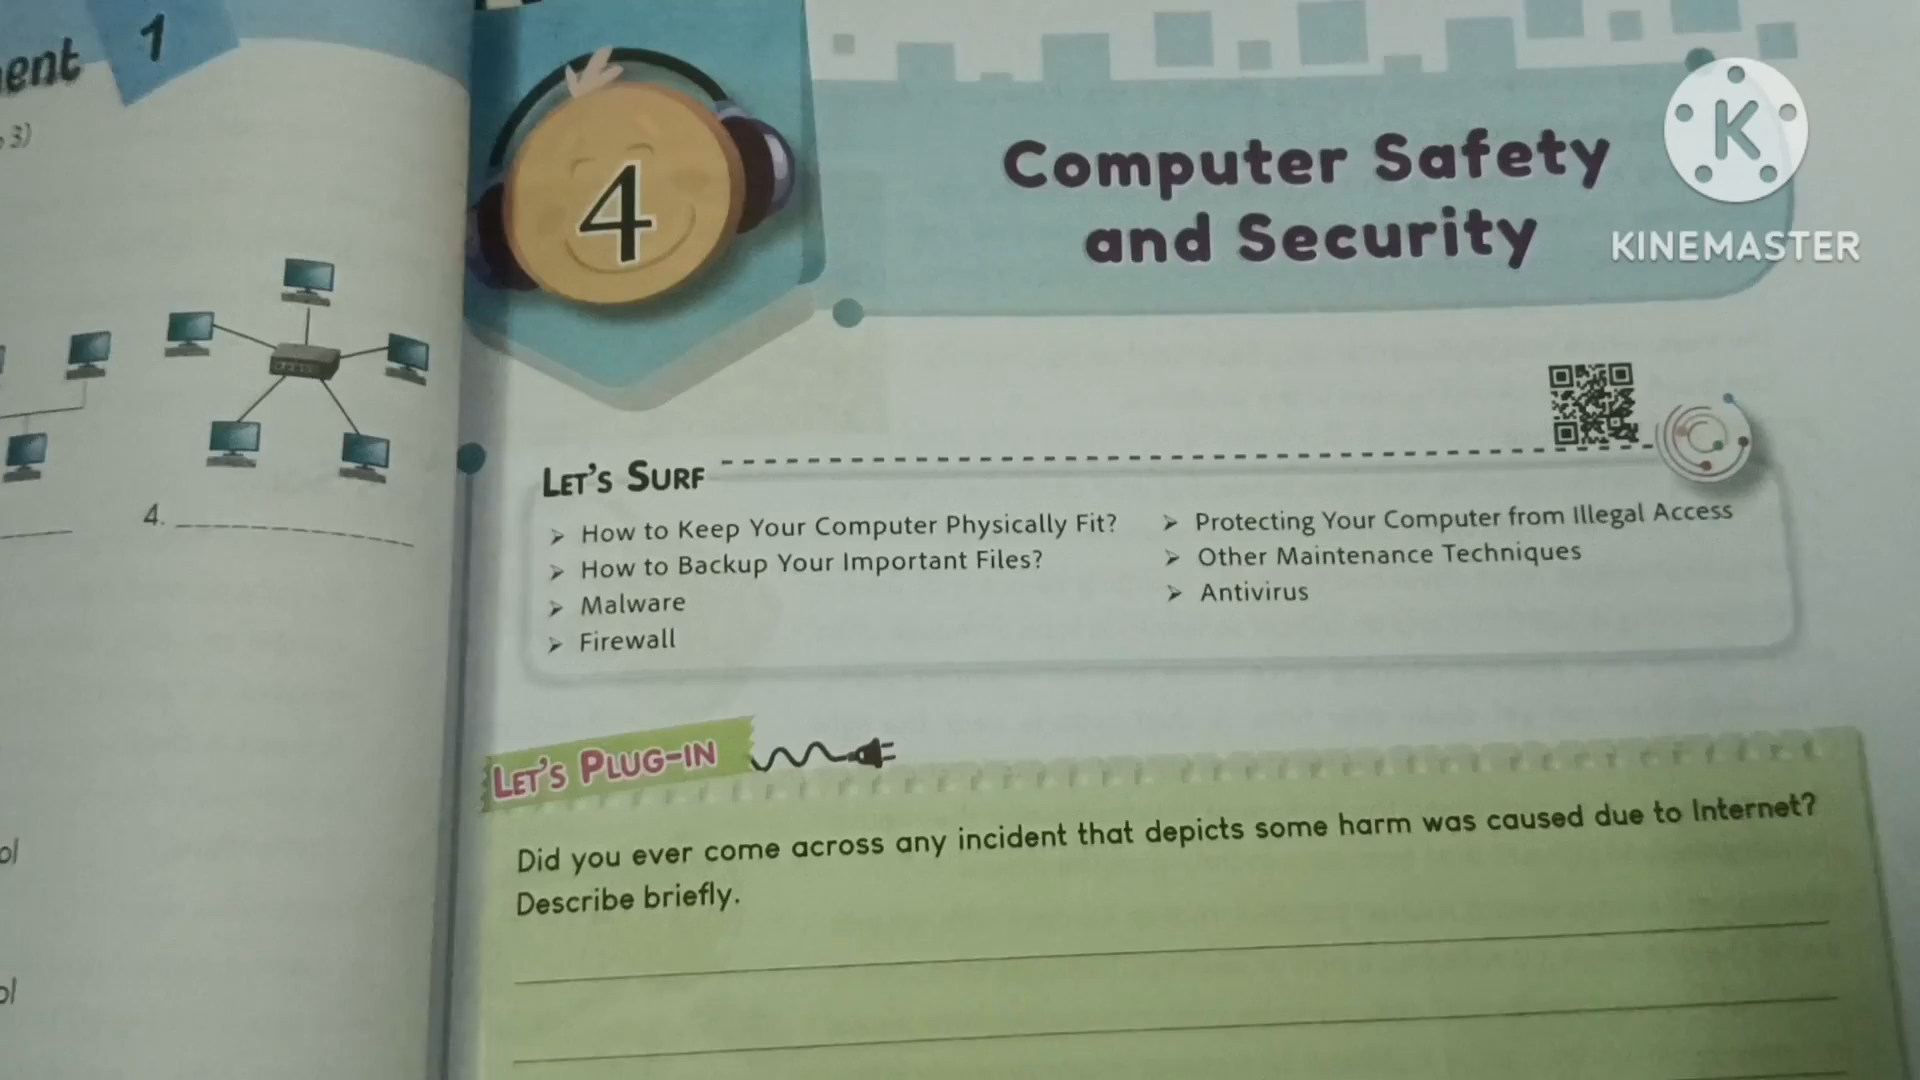 ent 1
3)
4.
ol
ol
4
Computer Safety
and Security
K
KINEMASTER
LET'S SURF
➤ How to Keep Your Computer Physically Fit?
➤ How to Backup Your Important Files?
➤ Malware
➤ Firewall
➤ Protecting Your Computer from Illegal Access
➤ Other Maintenance Techniques
➤ Antivirus
LET'S PLUG-IN
Did you ever come across any incident that depicts some harm was caused due to Internet?
Describe briefly.